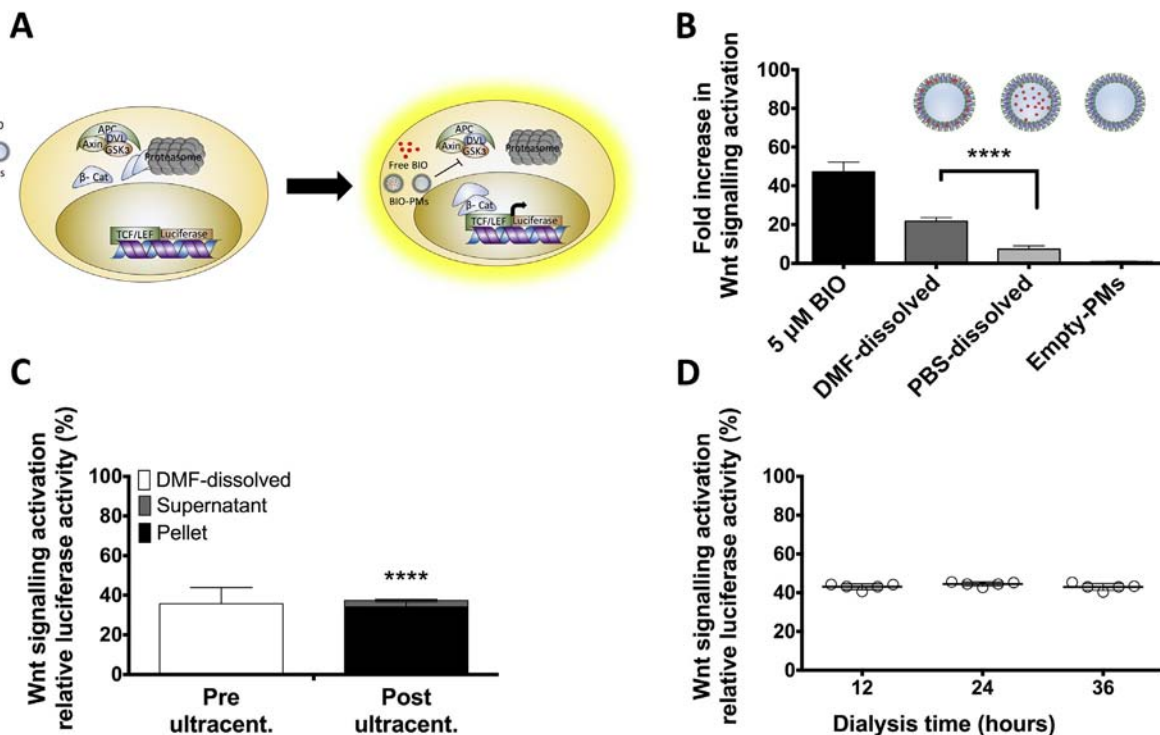 A
o
s
APC
Axin
DVL
GSK3
Proteasome
β- Cat
TCF/LEF
Luciferase
APC
Axin
DVL
GSK3
Proteasome
Free BIO
BIO-PMs
β- Cat
TCF/LEF
Luciferase
B
Fold increase in
Wnt signalling activation
100
80
60
40
20
0
****
5 μM BIO
DMF-dissolved
PBS-dissolved
Empty-PMs
C
Wnt signalling activation
relative luciferase activity (%)
100
80
60
40
20
0
DMF-dissolved
Supernatant
Pellet
****
Pre
ultracent.
Post
ultracent.
D
Wnt signalling activation
relative luciferase activity (%)
100
80
60
40
20
0
12 24 36
Dialysis time (hours)